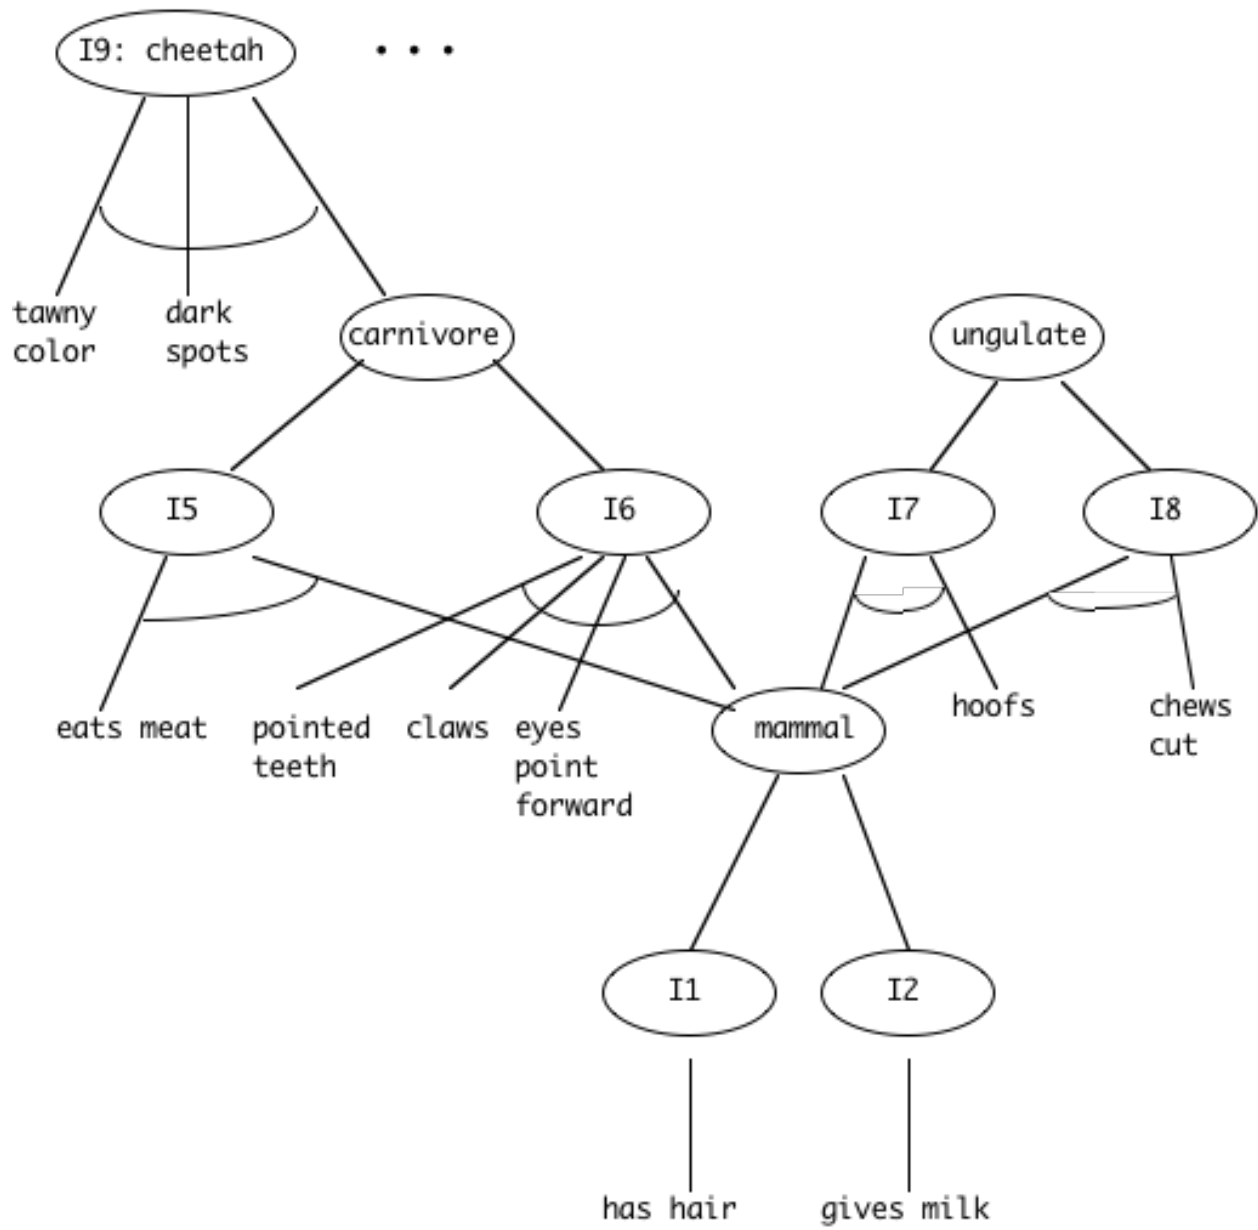 I9: cheetah
. . .
tawny
color
dark
spots
carnivore
ungulate
I5
I6
I7
I8
eats meat
pointed
teeth
claws
eyes
point
forward
mammal
hoofs
chews
cut
I1
I2
has hair
gives milk